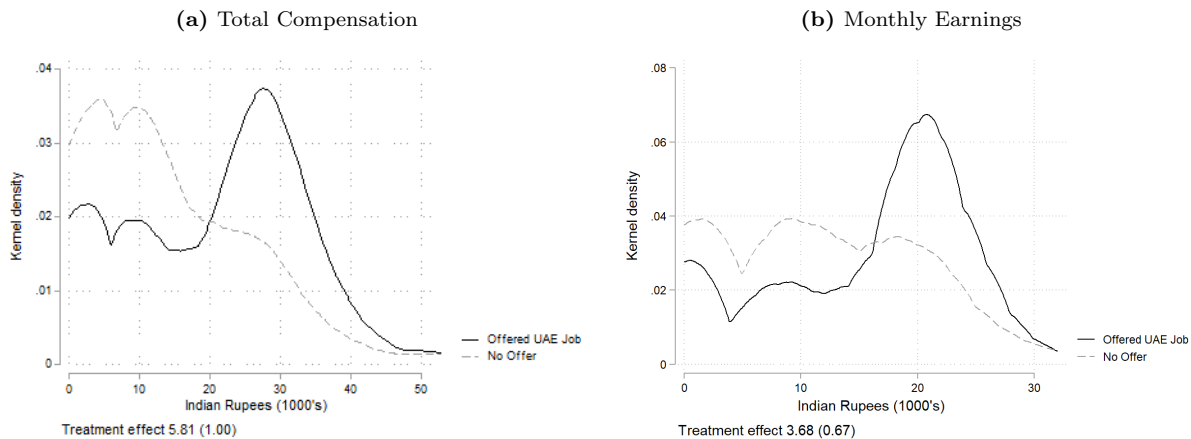 (a) Total Compensation
.04
.03
.02
.01
0
Kernel density
0 10 20 30 40 50
Indian Rupees (1000's)
Offered UAE Job
No Offer
Treatment effect 5.81 (1.00)
(b) Monthly Earnings
.08
.06
.04
.02
0
Kernel density
0 10 20 30
Indian Rupees (1000's)
Offered UAE Job
No Offer
Treatment effect 3.68 (0.67)